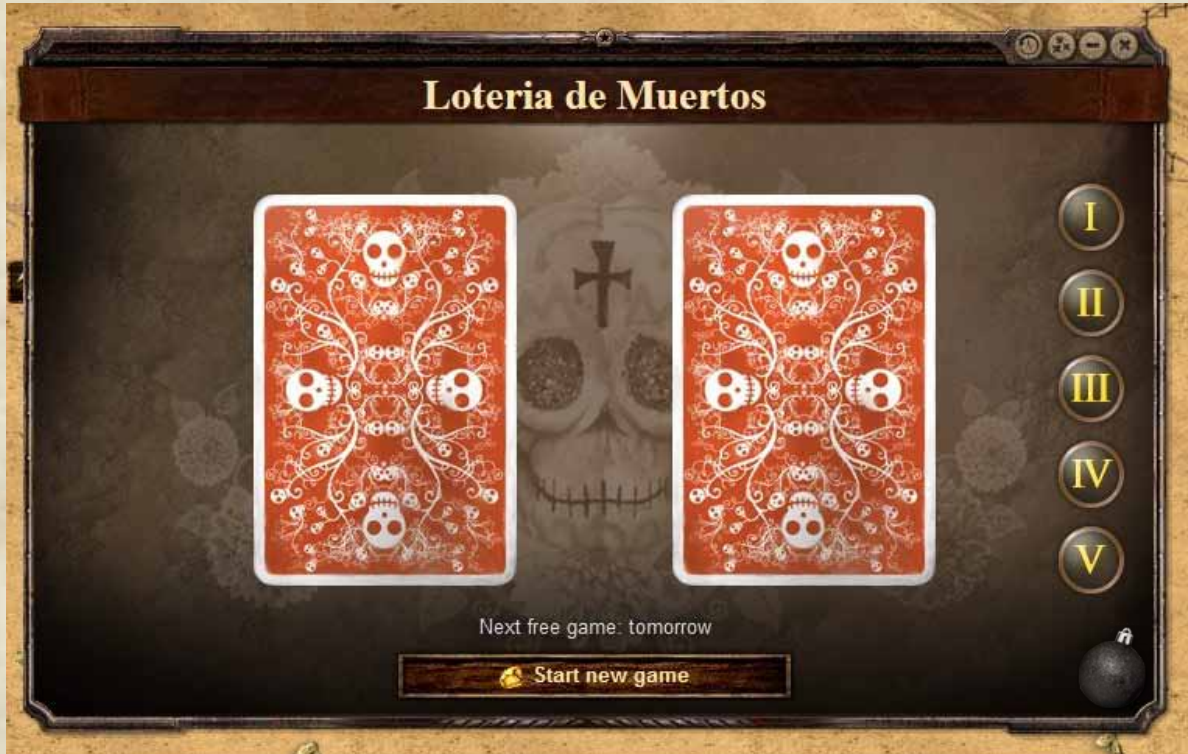 Loteria de Muertos
I
II
III
IV
V
Next free game: tomorrow
Start new game